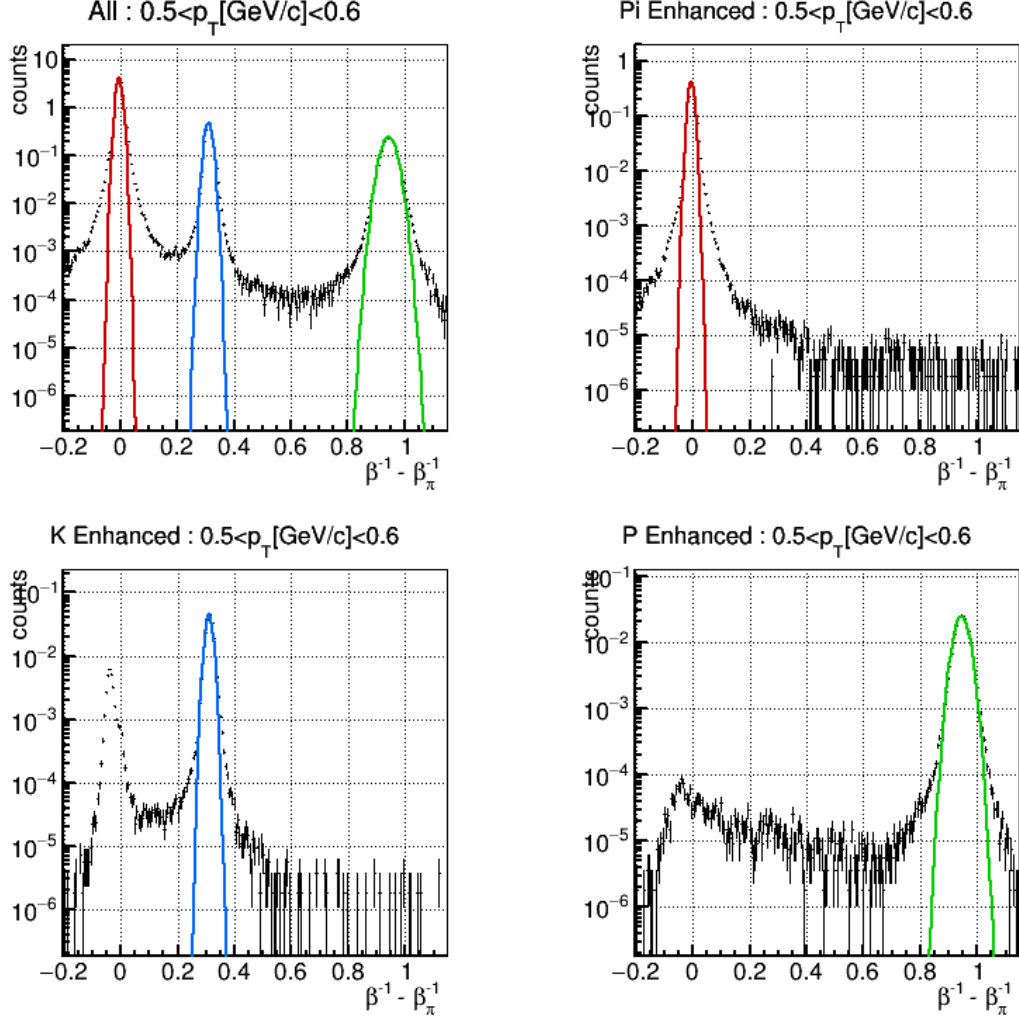 All : 0.5<p_T[GeV/c]<0.6
counts
10
1
10^−1
10^−2
10^−3
10^−4
10^−5
10^−6
−0.2 0 0.2 0.4 0.6 0.8 1
β^-1 - β_π^-1
Pi Enhanced : 0.5<p_T[GeV/c]<0.6
counts
1
10^−1
10^−2
10^−3
10^−4
10^−5
10^−6
−0.2 0 0.2 0.4 0.6 0.8 1
β^-1 - β_π^-1
K Enhanced : 0.5<p_T[GeV/c]<0.6
counts
10^−1
10^−2
10^−3
10^−4
10^−5
10^−6
−0.2 0 0.2 0.4 0.6 0.8 1
β^-1 - β_π^-1
P Enhanced : 0.5<p_T[GeV/c]<0.6
counts
10^−1
10^−2
10^−3
10^−4
10^−5
10^−6
−0.2 0 0.2 0.4 0.6 0.8 1
β^-1 - β_π^-1